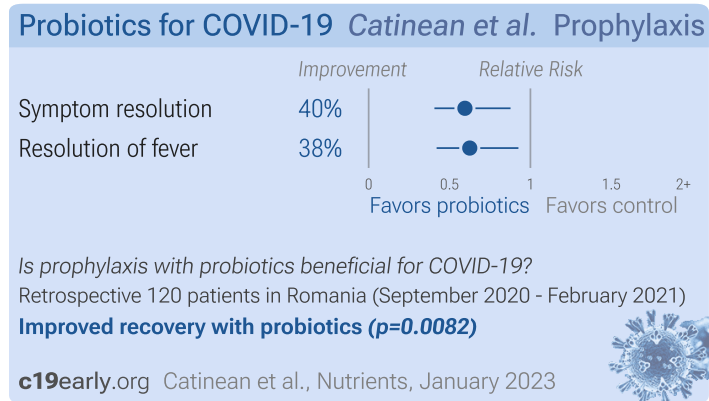 Probiotics for COVID-19 Catinean et al. Prophylaxis
Improvement Relative Risk
Symptom resolution 40%
Resolution of fever 38%
0 0.5 1 1.5 2+
Favors probiotics Favors control
Is prophylaxis with probiotics beneficial for COVID-19?
Retrospective 120 patients in Romania (September 2020 - February 2021)
Improved recovery with probiotics (p=0.0082)
c19early.org Catinean et al., Nutrients, January 2023